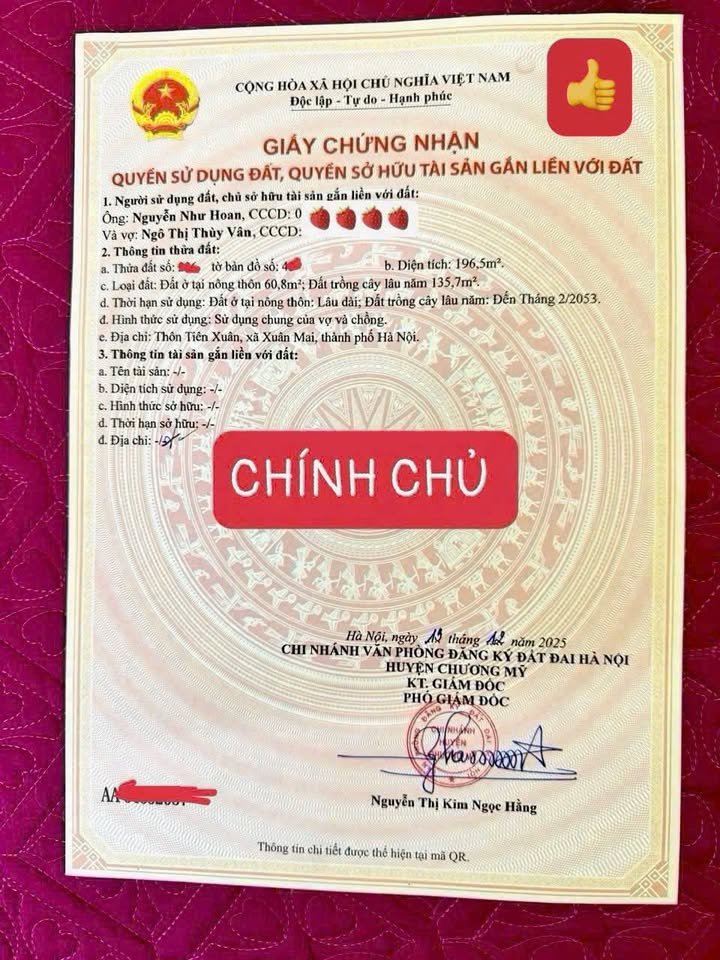 CỘNG HÒA XÃ HỘI CHỦ NGHĨA VIỆT NAM
Độc lập - Tự do - Hạnh phúc
GIẤY CHỨNG NHẬN
QUYỀN SỬ DỤNG ĐẤT, QUYỀN SỞ HỮU TÀI SẢN GẮN LIỀN VỚI ĐẤT
1. Người sử dụng đất, chủ sở hữu tài sản gắn liền với đất:
Ông: Nguyễn Như Hoan, CCCD: 0
Và vợ: Ngô Thị Thùy Vân, CCCD:
2. Thông tin thửa đất:
a. Thửa đất số: tờ bản đồ số: 4 b. Diện tích: 196,5m².
c. Loại đất: Đất ở tại nông thôn 60,8m²; Đất trồng cây lâu năm 135,7m².
d. Thời hạn sử dụng: Đất ở tại nông thôn: Lâu dài; Đất trồng cây lâu năm: Đến Tháng 2/2053.
đ. Hình thức sử dụng: Sử dụng chung của vợ và chồng.
e. Địa chỉ: Thôn Tiên Xuân, xã Xuân Mai, thành phố Hà Nội.
3. Thông tin tài sản gắn liền với đất:
a. Tên tài sản: -/-
b. Diện tích sử dụng: -/-
c. Hình thức sở hữu: -/-
d. Thời hạn sở hữu: -/-
đ. Địa chỉ: -/-
CHÍNH CHỦ
Hà Nội, ngày 19 tháng 12 năm 2025
CHI NHÁNH VĂN PHÒNG ĐĂNG KÝ ĐẤT ĐAI HÀ NỘI
HUYỆN CHƯƠNG MỸ
KT. GIÁM ĐỐC
PHÓ GIÁM ĐỐC
CHI NHÁNH
HUYỆN
Nguyễn Thị Kim Ngọc Hằng
AA
Thông tin chi tiết được thể hiện tại mã QR.